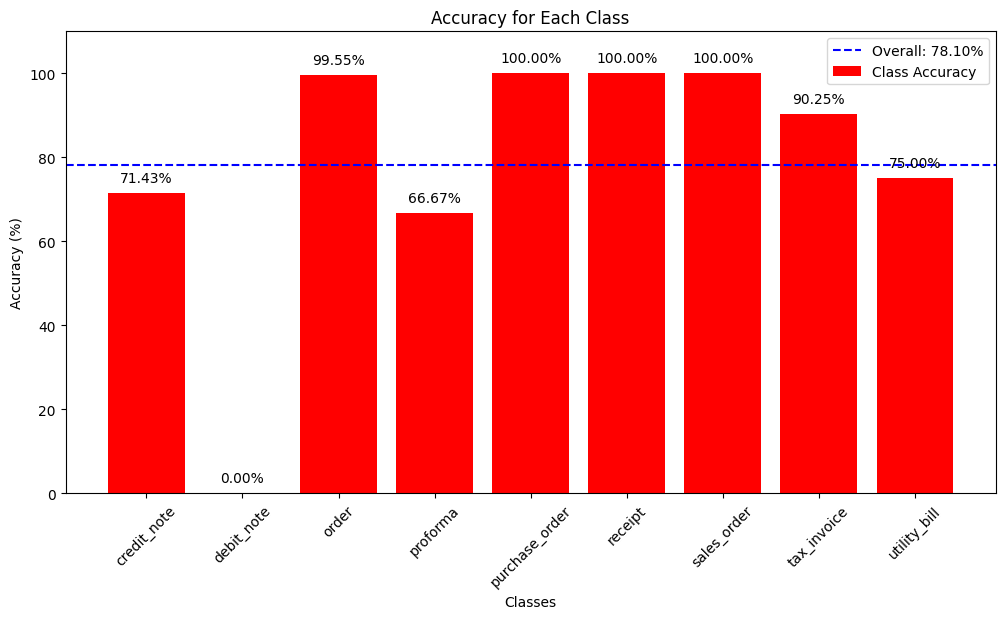 Accuracy for Each Class
Overall: 78.10%
Class Accuracy
Accuracy (%)
100
80
60
40
20
0
71.43%
0.00%
99.55%
66.67%
100.00%
100.00%
100.00%
90.25%
75.00%
credit_note
debit_note
order
proforma
purchase_order
receipt
sales_order
tax_invoice
utility_bill
Classes